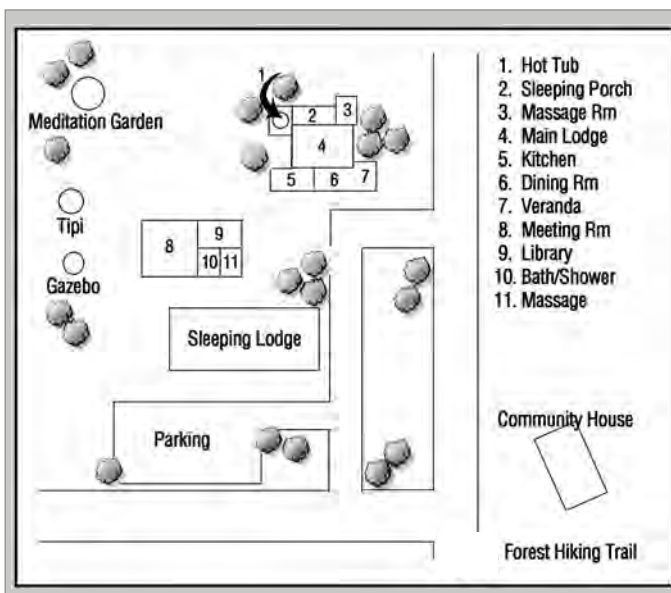 1
3
2
4
Meditation Garden
5 6 7
Tipi
8
9
10 11
Gazebo
Sleeping Lodge
Parking
1. Hot Tub
2. Sleeping Porch
3. Massage Rm
4. Main Lodge
5. Kitchen
6. Dining Rm
7. Veranda
8. Meeting Rm
9. Library
10. Bath/Shower
11. Massage
Community House
Forest Hiking Trail